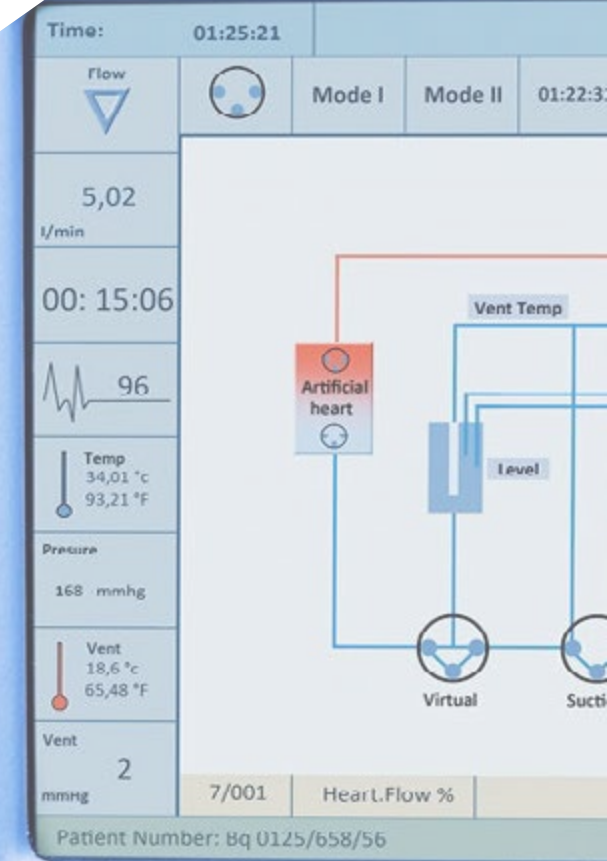 Time: 01:25:21
Flow
Mode I
Mode II
5,02
l/min
00: 15:06
96
Temp
34,01 °c
93,21 °F
Presure
168 mmhg
Vent
18,6 °c
65,48 °F
Vent
2
mmHg
Vent Temp
Artificial
heart
Level
Virtual
7/001
Heart.Flow %
Patient Number: Bq 0125/658/56